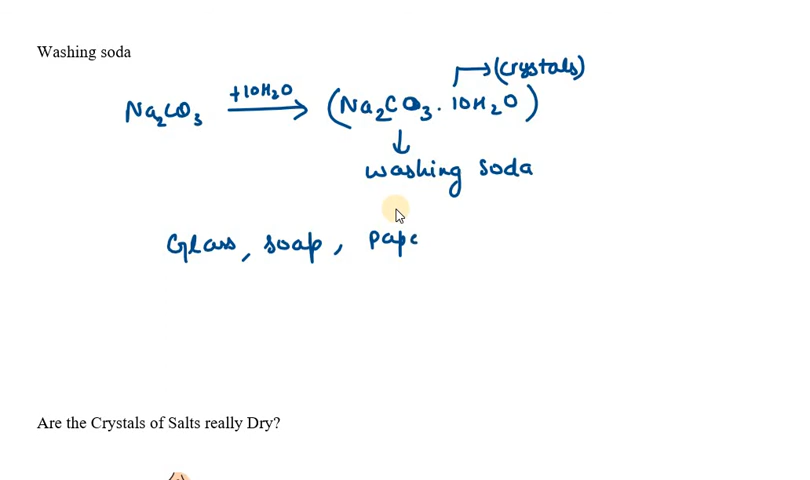 Washing soda
→(crystals)
Na₂CO₃ +10H₂O → (Na₂CO₃ . 10H₂O)
↓
washing soda
Glass, soap, pape
Are the Crystals of Salts really Dry?